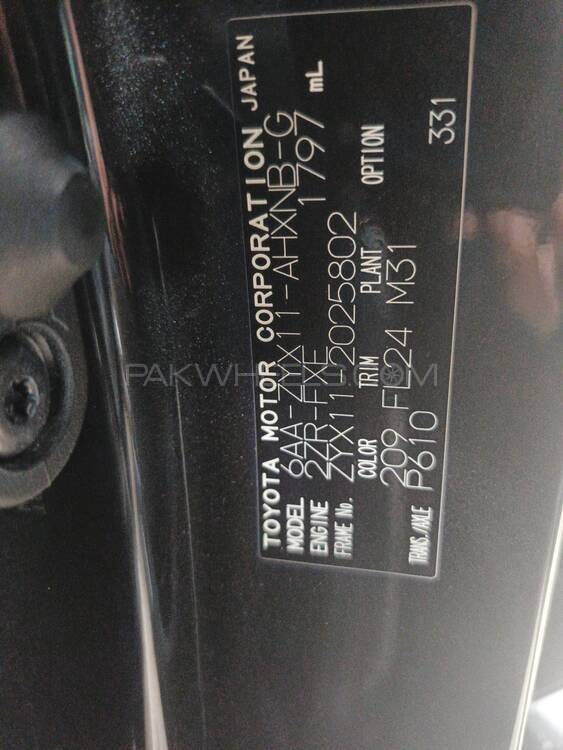 TOYOTA MOTOR CORPORATION JAPAN
MODEL 6AA-ZYX11-AHXNB-G
ENGINE 2ZR-FXE 1797 mL
FRAME No. ZYX11 2025802
COLOR TRIM PLANT OPTION
209 FL24 M31
TRANS./AXLE P610 331
PAKWHEELS.COM